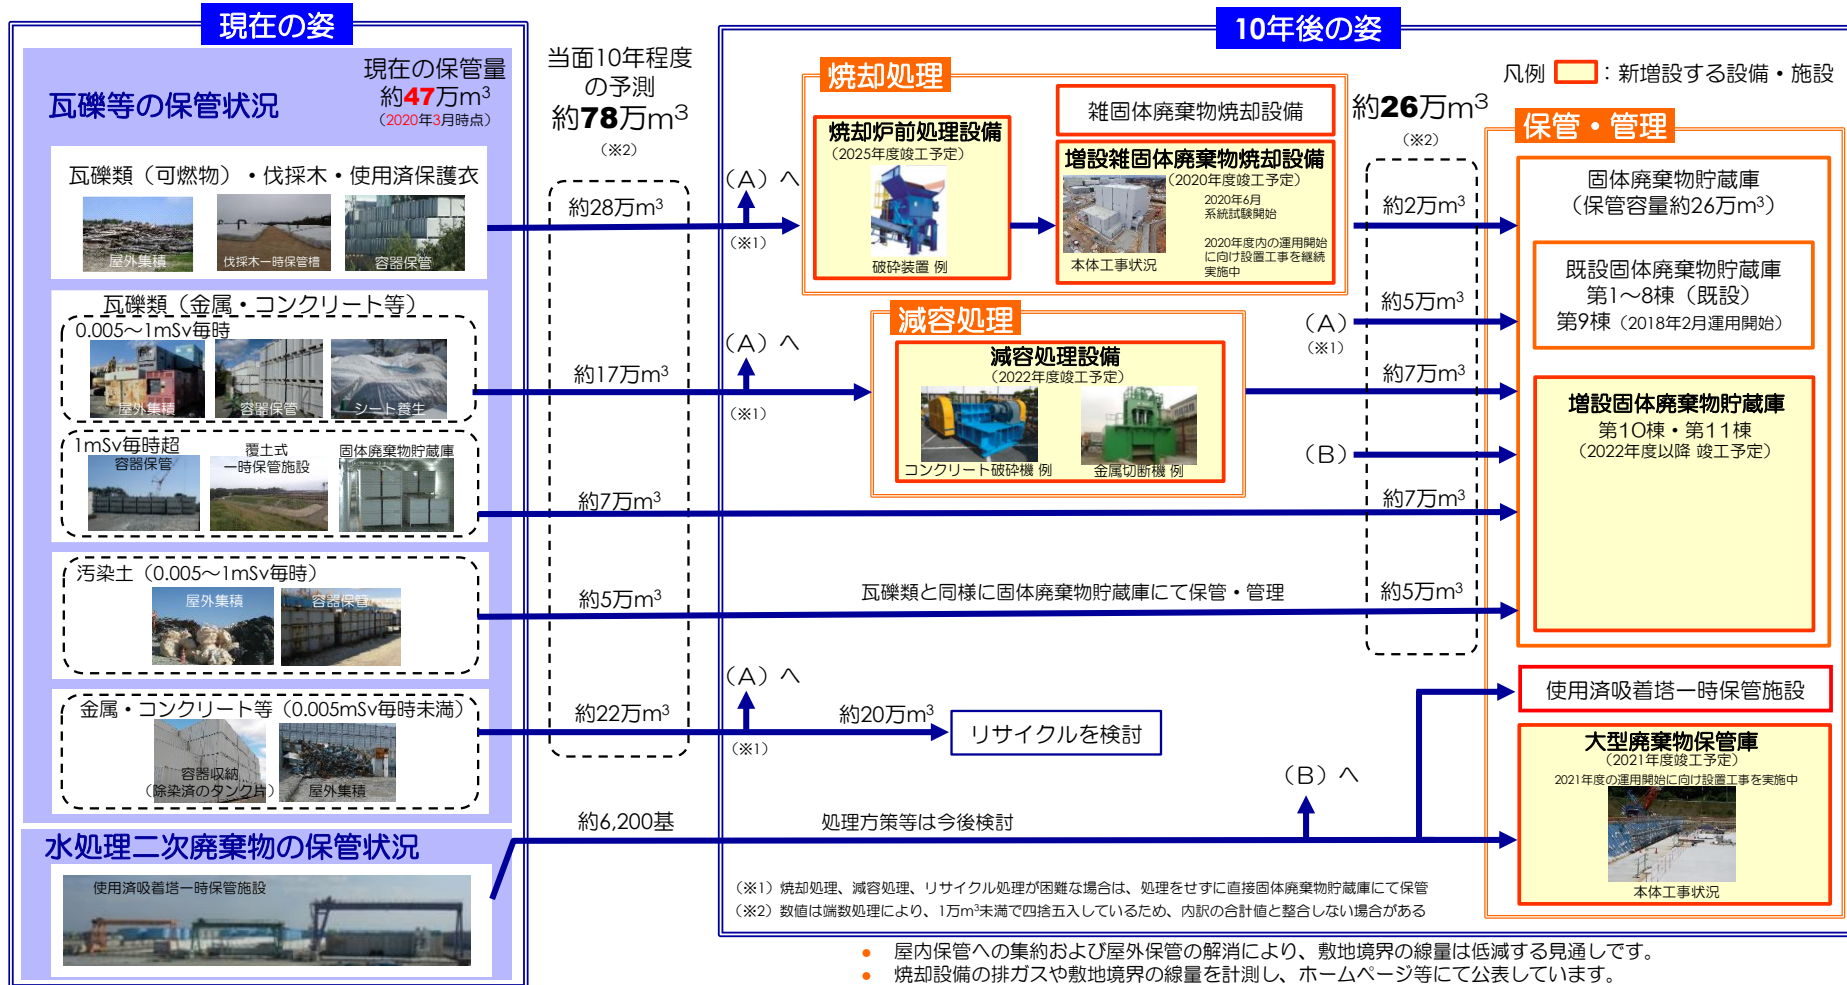 現在の姿
現在の保管量
約47万m³
(2020年3月時点)
瓦礫等の保管状況
瓦礫類（可燃物）・伐採木・使用済保護衣
屋外集積
伐採木一時保管槽
容器保管
瓦礫類（金属・コンクリート等）
0.005～1mSv毎時
屋外集積
容器保管
シート養生
1mSv毎時超
容器保管
覆土式
一時保管施設
固体廃棄物貯蔵庫
汚染土（0.005～1mSv毎時）
屋外集積
容器保管
金属・コンクリート等（0.005mSv毎時未満）
容器収納
（除染済のタンク片）
屋外集積
水処理二次廃棄物の保管状況
使用済吸着塔一時保管施設
当面10年程度
の予測
約78万m³
(※2)
約28万m³
約17万m³
約7万m³
約5万m³
約22万m³
約6,200基
10年後の姿
凡例　：新増設する設備・施設
焼却処理
（A）へ
(※1)
焼却炉前処理設備
(2025年度竣工予定)
破砕装置 例
雑固体廃棄物焼却設備
増設雑固体廃棄物焼却設備
(2020年度竣工予定)
2020年6月
系統試験開始
2020年度内の運用開始
に向け設置工事を継続
実施中
本体工事状況
減容処理
（A）へ
(※1)
減容処理設備
(2022年度竣工予定)
コンクリート破砕機 例
金属切断機 例
瓦礫類と同様に固体廃棄物貯蔵庫にて保管・管理
（A）へ
(※1)
約20万m³
リサイクルを検討
処理方策等は今後検討
（B）へ
約26万m³
(※2)
約2万m³
約5万m³
（A）
(※1)
約7万m³
（B）
約7万m³
約5万m³
保管・管理
固体廃棄物貯蔵庫
（保管容量約26万m³）
既設固体廃棄物貯蔵庫
第1～8棟（既設）
第9棟（2018年2月運用開始）
増設固体廃棄物貯蔵庫
第10棟・第11棟
(2022年度以降 竣工予定)
使用済吸着塔一時保管施設
大型廃棄物保管庫
(2021年度竣工予定)
2021年度の運用開始に向け設置工事を実施中
本体工事状況
（※1）焼却処理、減容処理、リサイクル処理が困難な場合は、処理をせずに直接固体廃棄物貯蔵庫にて保管
（※2）数値は端数処理により、1万m³未満で四捨五入しているため、内訳の合計値と整合しない場合がある
● 屋内保管への集約および屋外保管の解消により、敷地境界の線量は低減する見通しです。
● 焼却設備の排ガスや敷地境界の線量を計測し、ホームページ等にて公表しています。